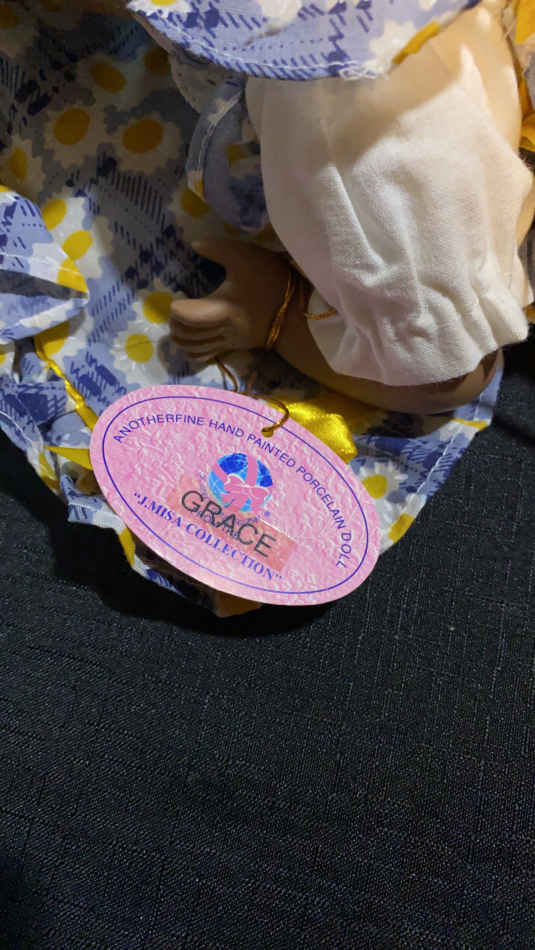 ANOTHERFINE HAND PAINTED PORCELAIN DOLL
GRACE
"J.MISA COLLECTION"